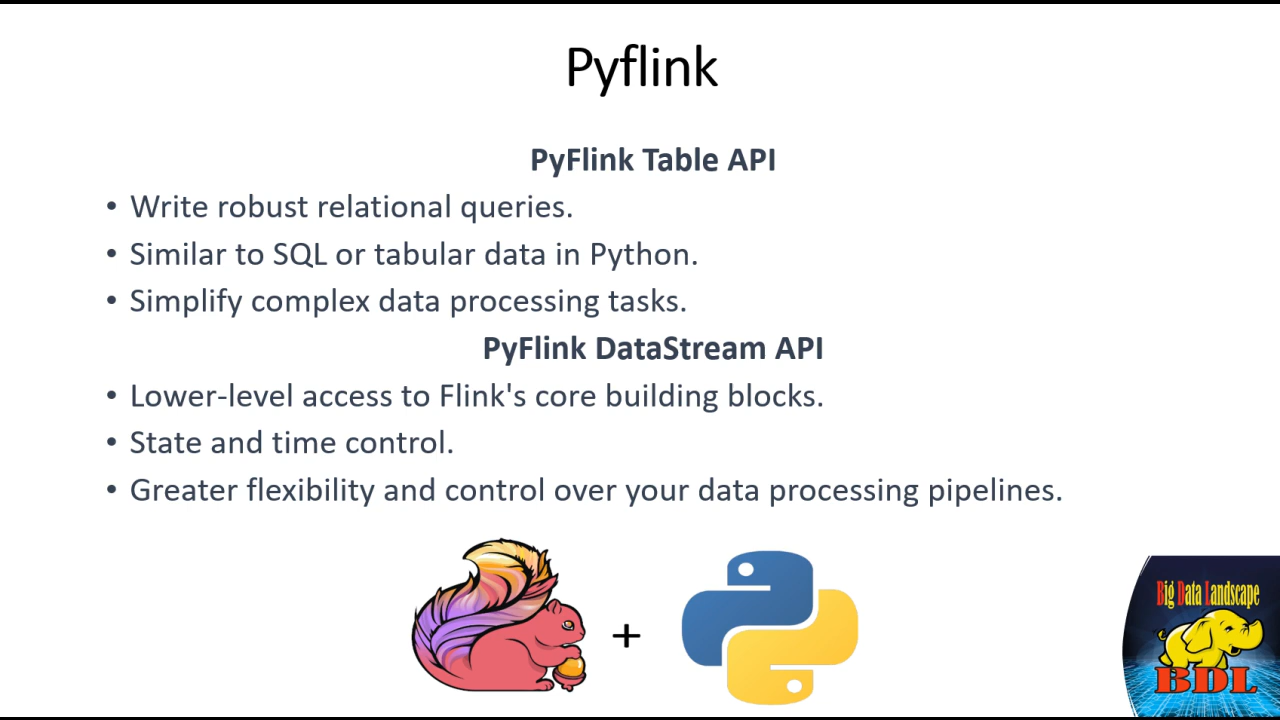 Pyflink
PyFlink Table API
• Write robust relational queries.
• Similar to SQL or tabular data in Python.
• Simplify complex data processing tasks.
PyFlink DataStream API
• Lower-level access to Flink's core building blocks.
• State and time control.
• Greater flexibility and control over your data processing pipelines.
+
Big Data Landscape
BDL